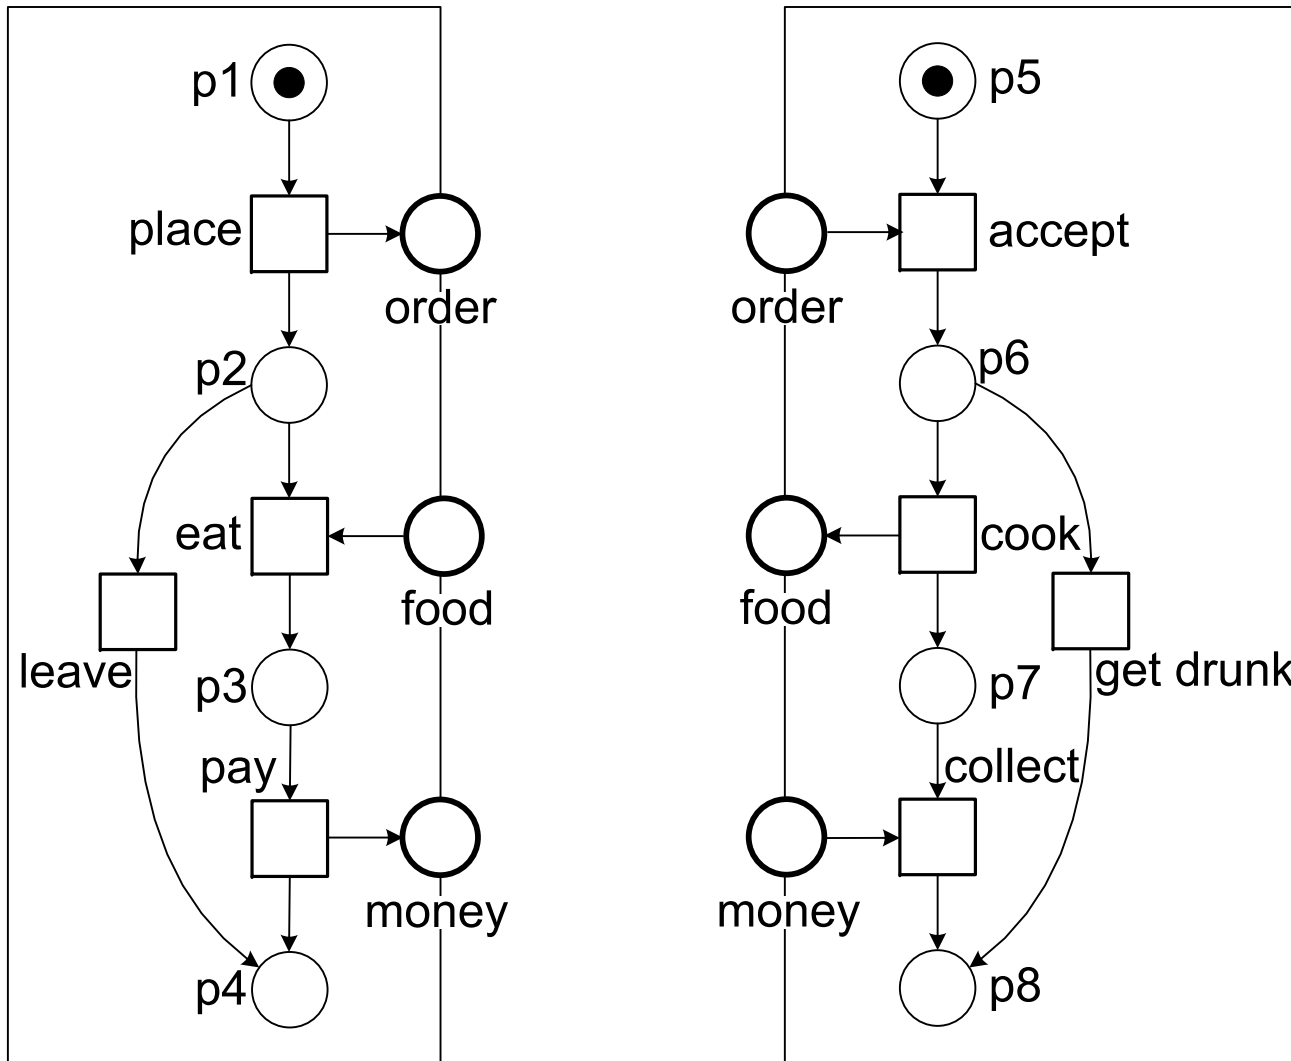 p1
place
order
p2
eat
food
leave
p3
pay
money
p4
p5
accept
order
p6
cook
food
get drunk
p7
collect
money
p8